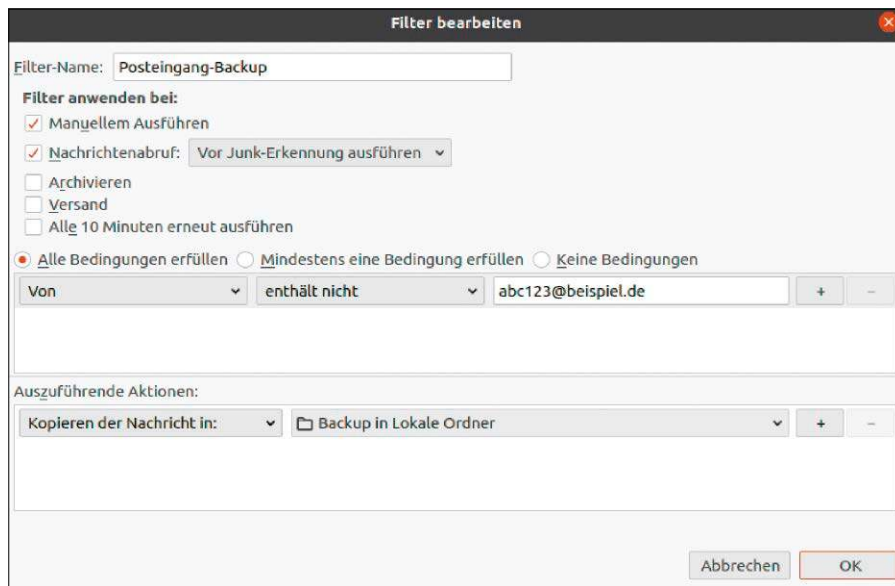 Filter bearbeiten
Filter-Name: Posteingang-Backup
Filter anwenden bei:
Manuellem Ausführen
Nachrichtenabruf: Vor Junk-Erkennung ausführen
Archivieren
Versand
Alle 10 Minuten erneut ausführen
Alle Bedingungen erfüllen Mindestens eine Bedingung erfüllen Keine Bedingungen
Von enthält nicht abc123@beispiel.de + −
Auszuführende Aktionen:
Kopieren der Nachricht in: Backup in Lokale Ordner + −
Abbrechen OK